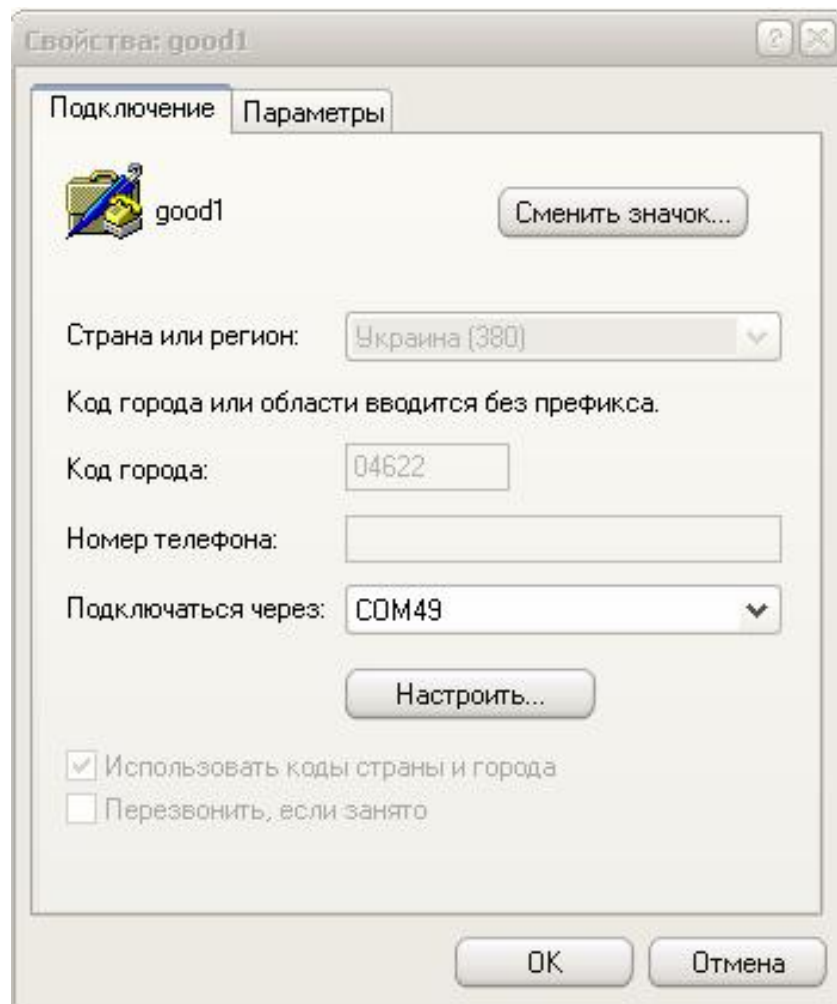 Свойства: good1
Подключение Параметры
good1 Сменить значок...
Страна или регион: Украина (380)
Код города или области вводится без префикса.
Код города: 04622
Номер телефона:
Подключаться через: COM49
Настроить...
Использовать коды страны и города
Перезвонить, если занято
OK Отмена